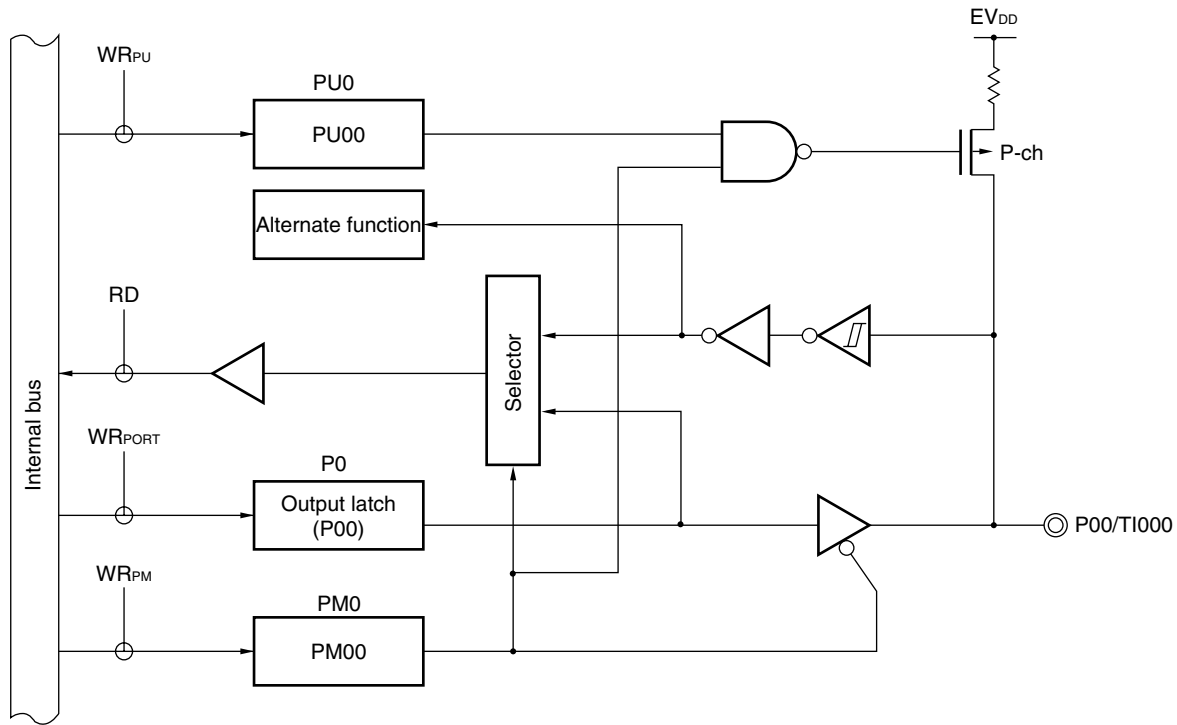 EVDD
WRPU
PU0
PU00
P-ch
Alternate function
RD
Selector
Internal bus
WRPORT
P0
Output latch
(P00)
P00/TI000
WRPM
PM0
PM00